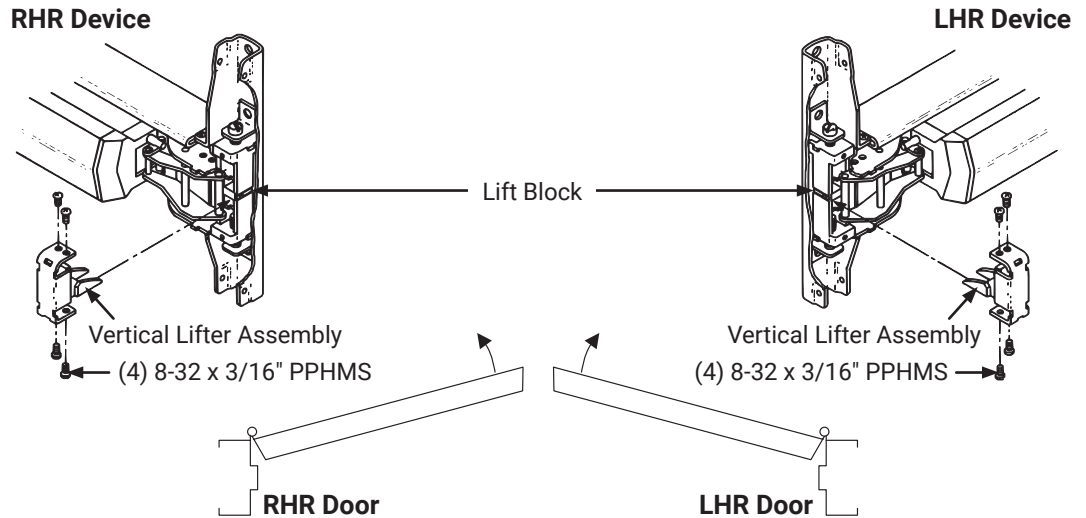 RHR Device
LHR Device
Lift Block
Vertical Lifter Assembly
(4) 8-32 x 3/16" PPHMS
Vertical Lifter Assembly
(4) 8-32 x 3/16" PPHMS
RHR Door
LHR Door